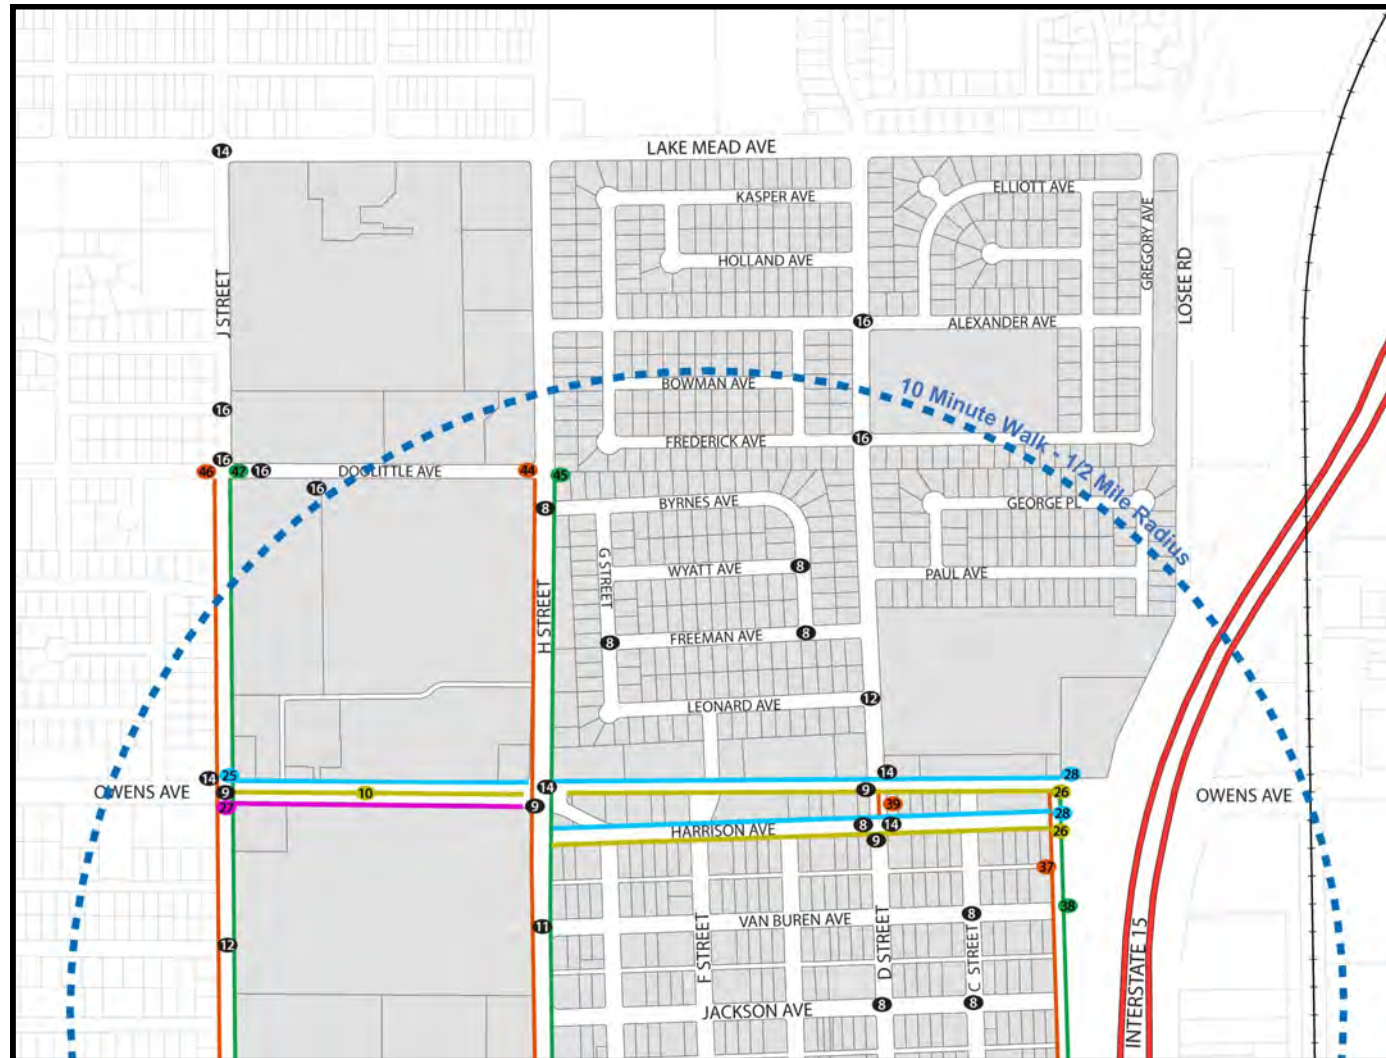 14
LAKE MEAD AVE
KASPER AVE
ELLIOTT AVE
GREGORY AVE
HOLLAND AVE
LOSEE RD
J STREET
16
ALEXANDER AVE
BOWMAN AVE
10 Minute Walk - 1/2 Mile Radius
16
FREDERICK AVE
16
16
46
47
16
DOOLITTLE AVE
44
45
16
8
BYRNES AVE
GEORGE PL
G STREET
WYATT AVE
8
PAUL AVE
H STREET
8
FREEMAN AVE
8
LEONARD AVE
12
14
25
14
28
OWENS AVE
9
10
14
9
26
OWENS AVE
27
9
39
28
HARRISON AVE
8
14
26
9
37
38
11
VAN BUREN AVE
8
12
F STREET
D STREET
C STREET
INTERSTATE 15
JACKSON AVE
8
8